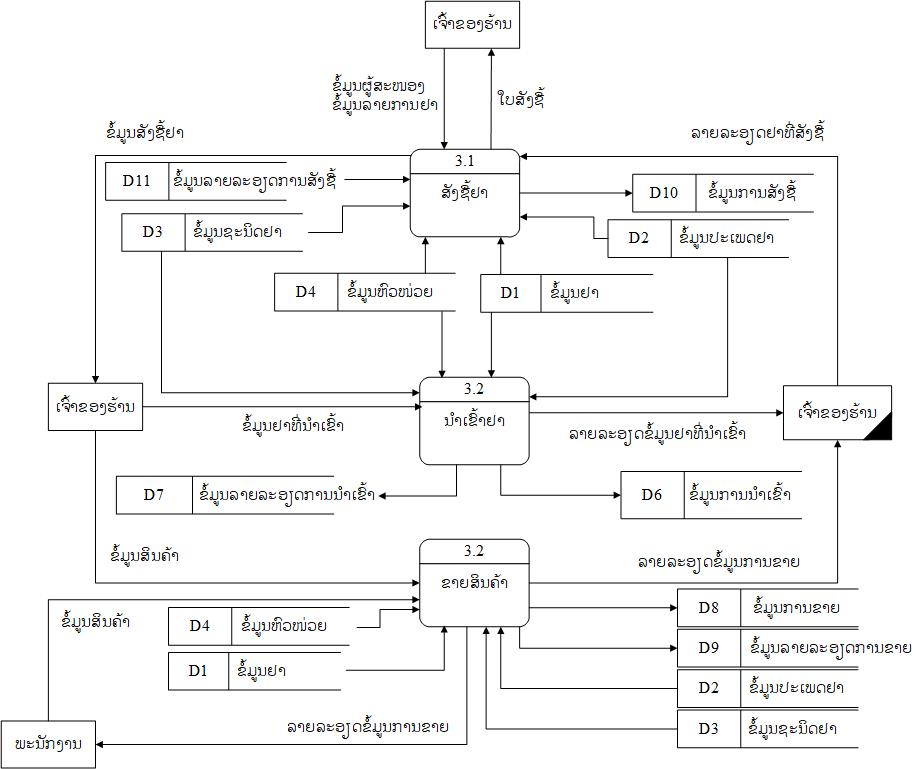 ເຈົ້າຂອງຮ້ານ
ຂໍ້ມູນຜູ້ສະໜອງ
ຂໍ້ມູນລາຍການຢາ
ໃບສັ່ງຊື້
ຂໍ້ມູນສັ່ງຊື້ຢາ
ລາຍລະອຽດຢາທີ່ສັ່ງຊື້
3.1
ສັ່ງຊື້ຢາ
D11 ຂໍ້ມູນລາຍລະອຽດການສັ່ງຊື້
D10 ຂໍ້ມູນການສັ່ງຊື້
D3 ຂໍ້ມູນຊະນິດຢາ
D2 ຂໍ້ມູນປະເພດຢາ
D4 ຂໍ້ມູນຫົວໜ່ວຍ
D1 ຂໍ້ມູນຢາ
3.2
ນຳເຂົ້າຢາ
ເຈົ້າຂອງຮ້ານ
ເຈົ້າຂອງຮ້ານ
ຂໍ້ມູນຢາທີ່ນຳເຂົ້າ
ລາຍລະອຽດຂໍ້ມູນຢາທີ່ນຳເຂົ້າ
D7 ຂໍ້ມູນລາຍລະອຽດການນຳເຂົ້າ
D6 ຂໍ້ມູນການນຳເຂົ້າ
3.2
ຂາຍສິນຄ້າ
ຂໍ້ມູນສິນຄ້າ
ລາຍລະອຽດຂໍ້ມູນການຂາຍ
ຂໍ້ມູນສິນຄ້າ
D4 ຂໍ້ມູນຫົວໜ່ວຍ
D8 ຂໍ້ມູນການຂາຍ
D9 ຂໍ້ມູນລາຍລະອຽດການຂາຍ
D1 ຂໍ້ມູນຢາ
D2 ຂໍ້ມູນປະເພດຢາ
D3 ຂໍ້ມູນຊະນິດຢາ
ລາຍລະອຽດຂໍ້ມູນການຂາຍ
ພະນັກງານ